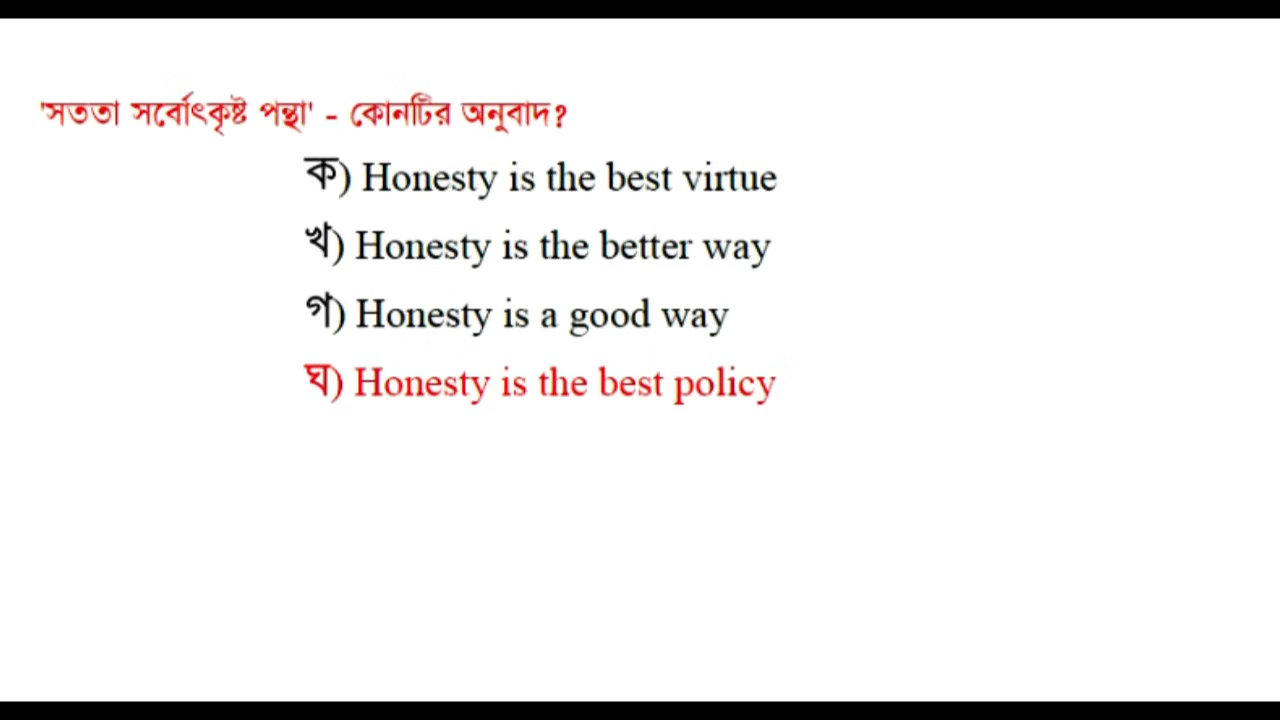 'সততা সর্বোৎকৃষ্ট পন্থা' - কোনটির অনুবাদ?
ক) Honesty is the best virtue
খ) Honesty is the better way
গ) Honesty is a good way
ঘ) Honesty is the best policy